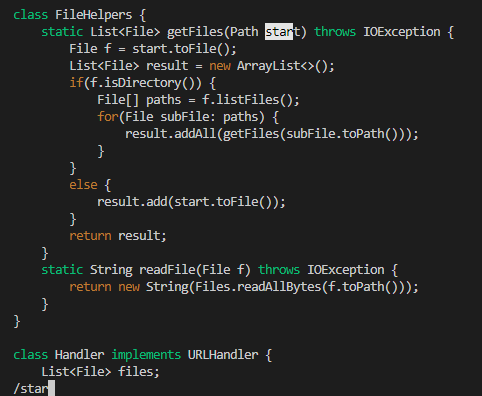 class FileHelpers {
    static List<File> getFiles(Path start) throws IOException {
        File f = start.toFile();
        List<File> result = new ArrayList<>();
        if(f.isDirectory()) {
            File[] paths = f.listFiles();
            for(File subFile: paths) {
                result.addAll(getFiles(subFile.toPath()));
            }
        }
        else {
            result.add(start.toFile());
        }
        return result;
    }
    static String readFile(File f) throws IOException {
        return new String(Files.readAllBytes(f.toPath()));
    }
}

class Handler implements URLHandler {
    List<File> files;
/star